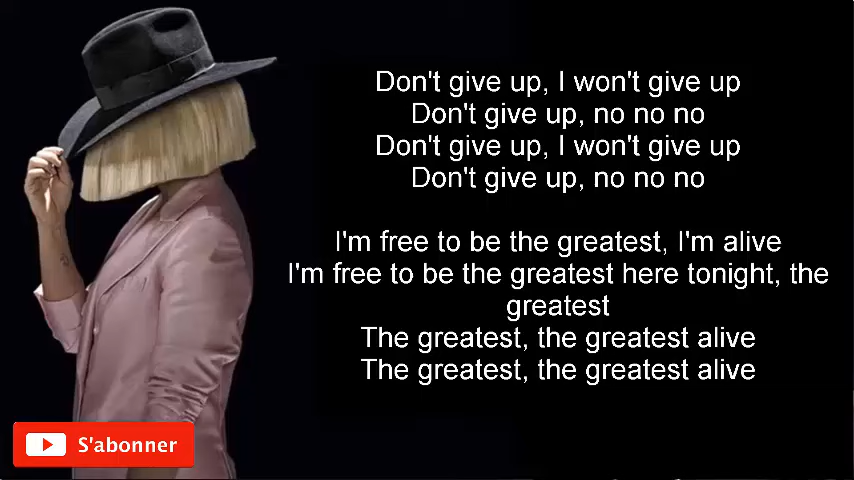 Don't give up, I won't give up
Don't give up, no no no
Don't give up, I won't give up
Don't give up, no no no
I'm free to be the greatest, I'm alive
I'm free to be the greatest here tonight, the
greatest
The greatest, the greatest alive
The greatest, the greatest alive
S'abonner